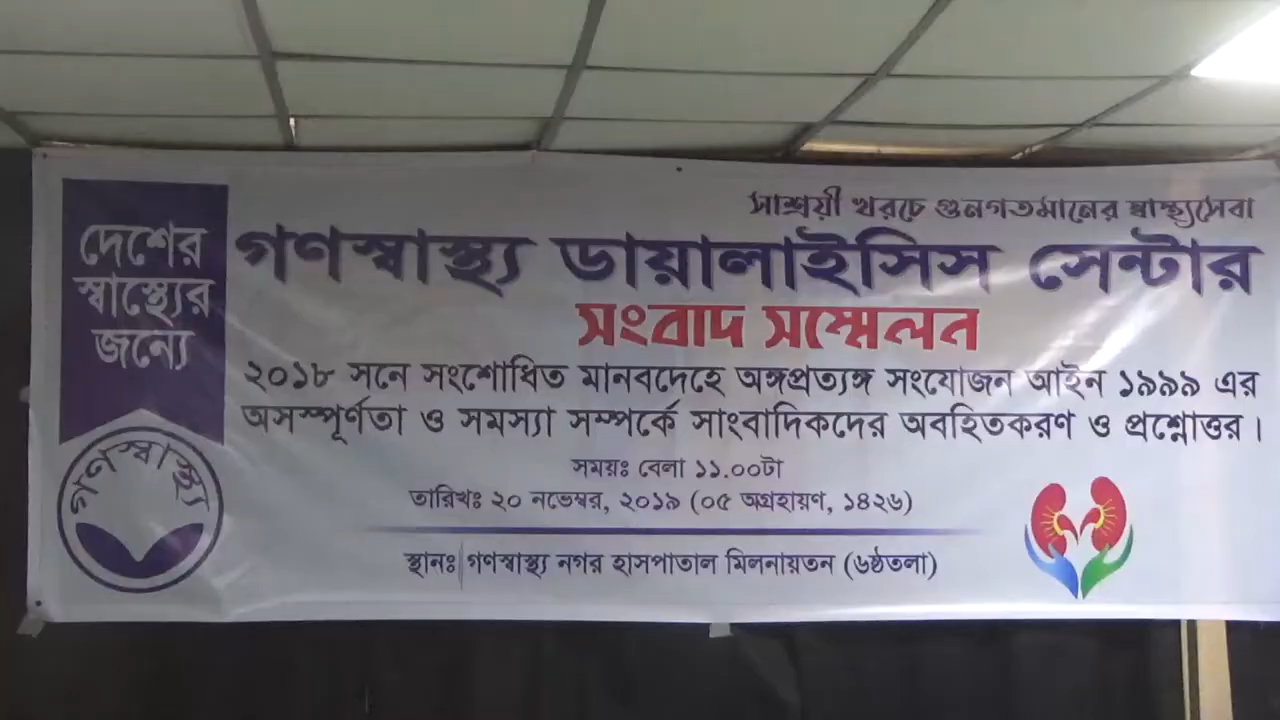 দেশের
স্বাস্থ্যের
জন্যে
গণস্বাস্থ্য
সাশ্রয়ী খরচে গুনগতমানের স্বাস্থ্যসেবা
গণস্বাস্থ্য ডায়ালাইসিস সেন্টার
সংবাদ সম্মেলন
২০১৮ সনে সংশোধিত মানবদেহে অঙ্গপ্রত্যঙ্গ সংযোজন আইন ১৯৯৯ এর
অসম্পূর্ণতা ও সমস্যা সম্পর্কে সাংবাদিকদের অবহিতকরণ ও প্রশ্নোত্তর।
সময়ঃ বেলা ১১.০০টা
তারিখঃ ২০ নভেম্বর, ২০১৯ (০৫ অগ্রহায়ণ, ১৪২৬)
স্থানঃ গণস্বাস্থ্য নগর হাসপাতাল মিলনায়তন (৬ষ্ঠতলা)